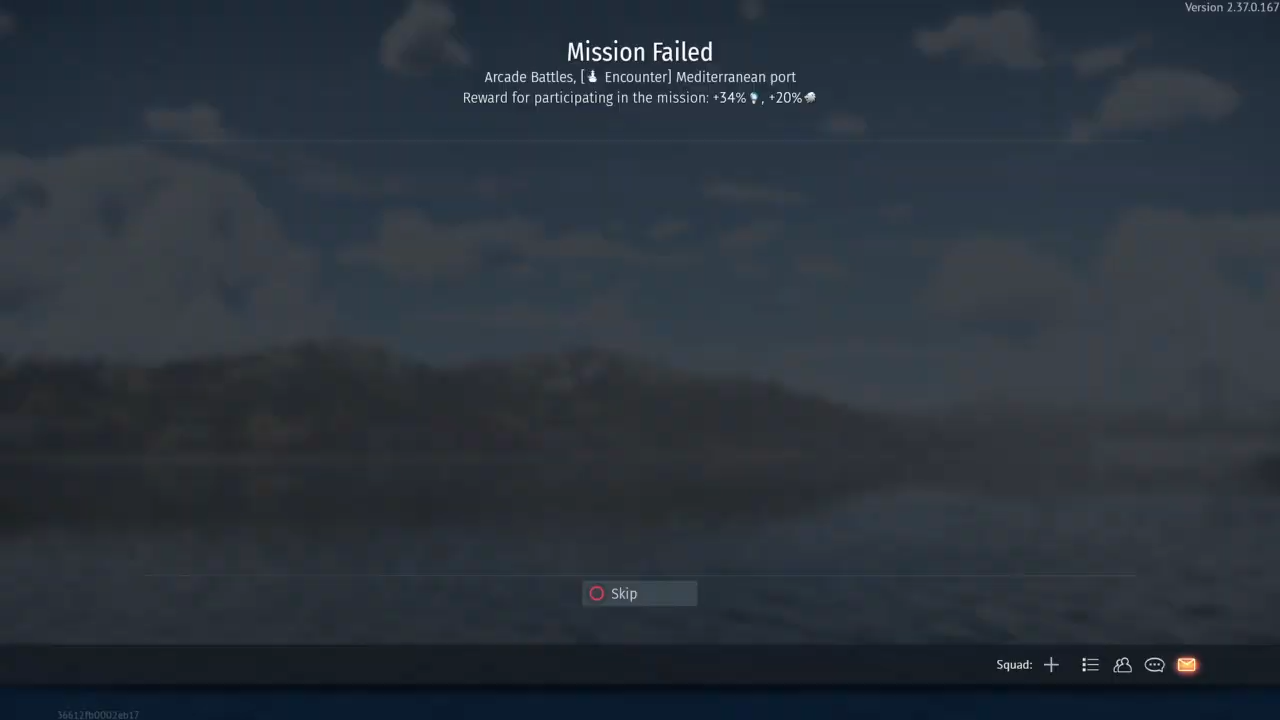 Version 2.37.0.167
Mission Failed
Arcade Battles, [ Encounter] Mediterranean port
Reward for participating in the mission: +34% , +20%
Skip
Squad:
36612fb0002eb17